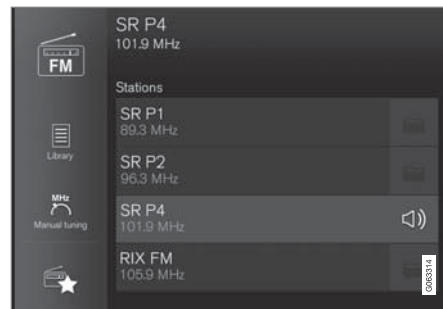 FM
Library
MHz
Manual tuning
SR P4
101.9 MHz
Stations
SR P1
89.3 MHz
SR P2
96.3 MHz
SR P4
101.9 MHz
RIX FM
105.9 MHz
G063314